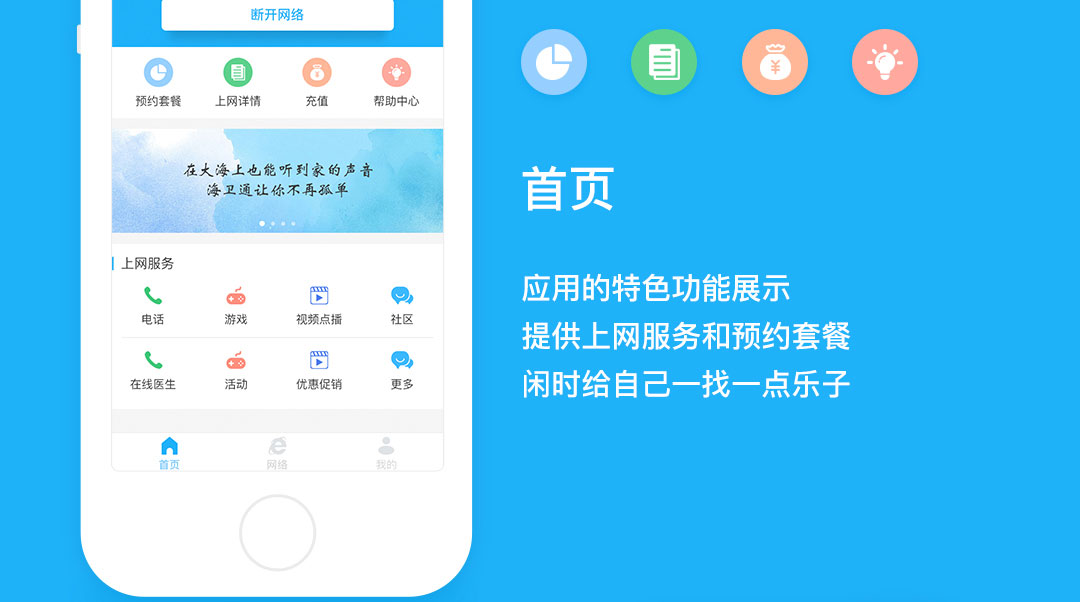 断开网络
预约套餐 上网详情 充值 帮助中心
在大海上也能听到家的声音
海卫通让你不再孤单
上网服务
电话 游戏 视频点播 社区
在线医生 活动 优惠促销 更多
首页 网络 我的
首页
应用的特色功能展示
提供上网服务和预约套餐
闲时给自己一找一点乐子